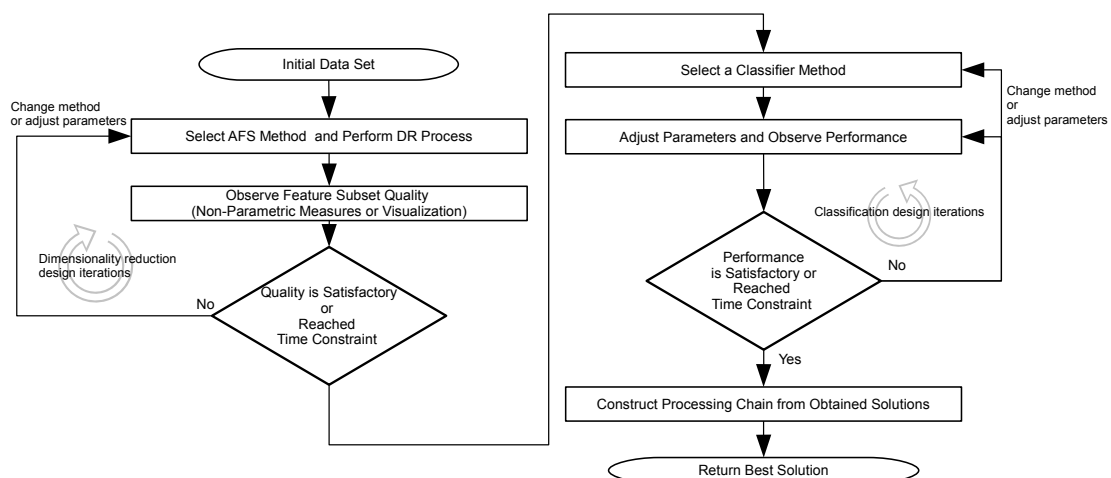 Initial Data Set
Change method
or adjust parameters
Select AFS Method and Perform DR Process
Observe Feature Subset Quality
(Non-Parametric Measures or Visualization)
Dimensionality reduction
design iterations
No
Quality is Satisfactory
or
Reached
Time Constraint
Select a Classifier Method
Change method
or
adjust parameters
Adjust Parameters and Observe Performance
Classification design iterations
Performance
is Satisfactory or
Reached
Time Constraint
No
Yes
Construct Processing Chain from Obtained Solutions
Return Best Solution